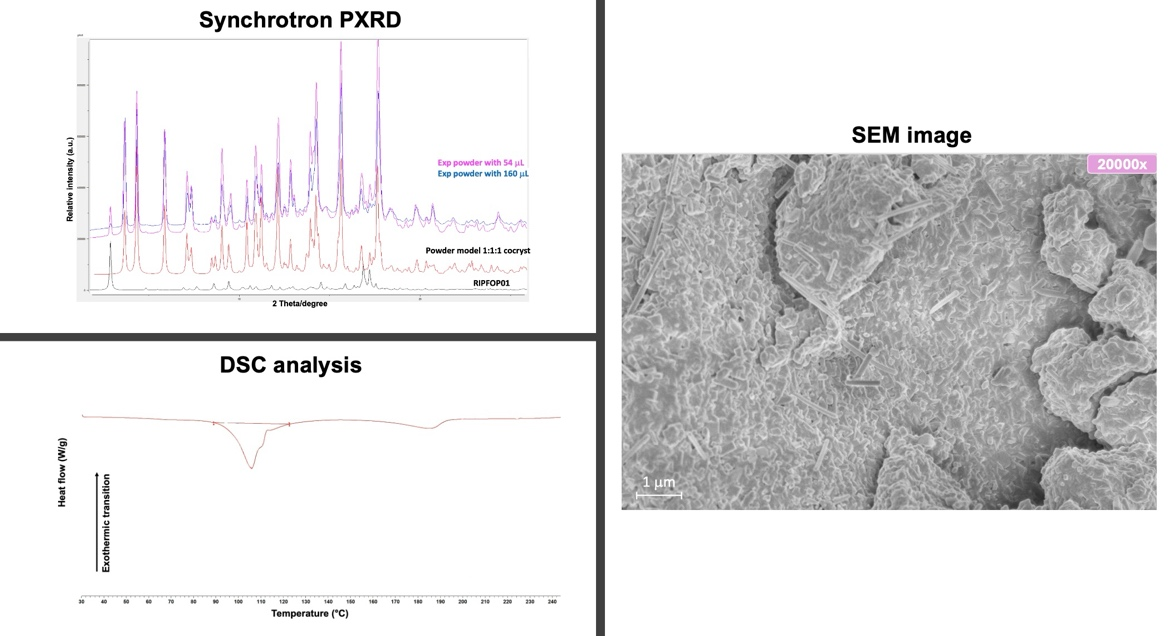 Synchrotron PXRD
Relative intensity (a.u.)
Exp powder with 54 µL
Exp powder with 160 µL
Powder model 1:1:1 cocryst
RIPFOP01
2 Theta/degree
DSC analysis
Heat flow (W/g)
Exothermic transition
30 40 50 60 70 80 90 100 110 120 130 140 150 160 170 180 190 200 210 220 230 240
Temperature (°C)
SEM image
20000x
1 µm